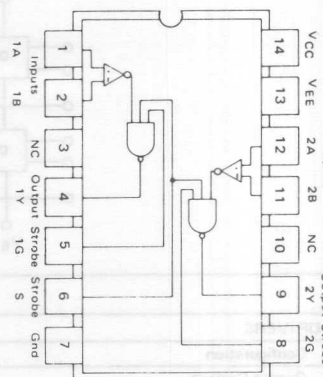 1
1A
Inputs
2
1B
3
NC
4
Output
1Y
5
Strobe
1G
6
Strobe
S
7
Gnd
14
VCC
13
VEE
12
2A
11
2B
10
NC
9
2Y
8
2G